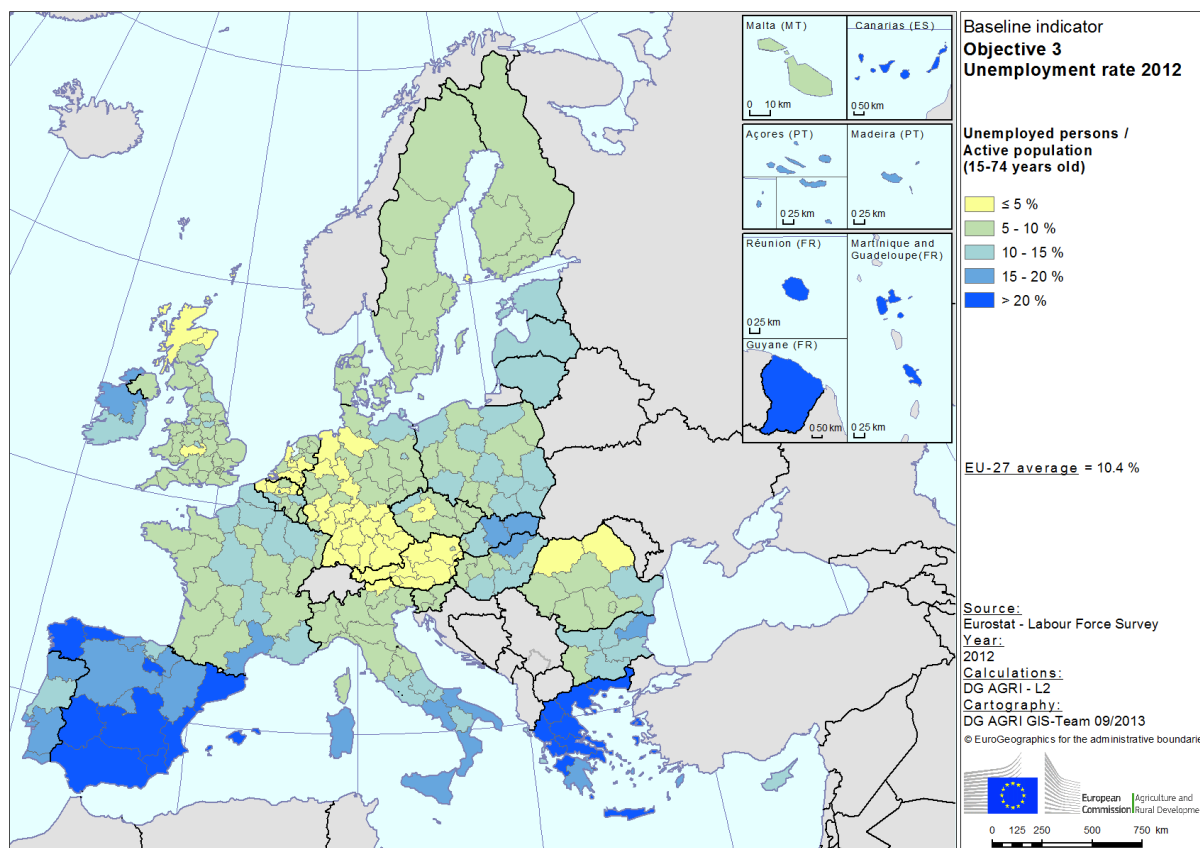 Malta (MT)
0 10 km
Canarias (ES)
0 50 km
Açores (PT)
0 25 km
Madeira (PT)
0 25 km
Réunion (FR)
0 25 km
Martinique and
Guadeloupe(FR)
0 25 km
Guyane (FR)
0 50 km
Baseline indicator
Objective 3
Unemployment rate 2012
Unemployed persons /
Active population
(15-74 years old)
≤ 5 %
5 - 10 %
10 - 15 %
15 - 20 %
> 20 %
EU-27 average = 10.4 %
Source:
Eurostat - Labour Force Survey
Year:
2012
Calculations:
DG AGRI - L2
Cartography:
DG AGRI GIS-Team 09/2013
© EuroGeographics for the administrative boundarie
European
Commission
Agriculture and
Rural Developme
0 125 250 500 750 km